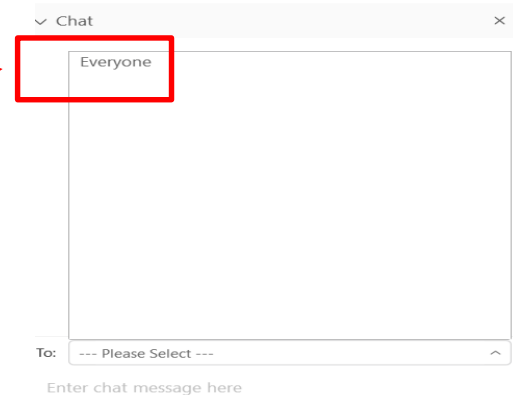 Chat
Everyone
To: --- Please Select ---
Enter chat message here